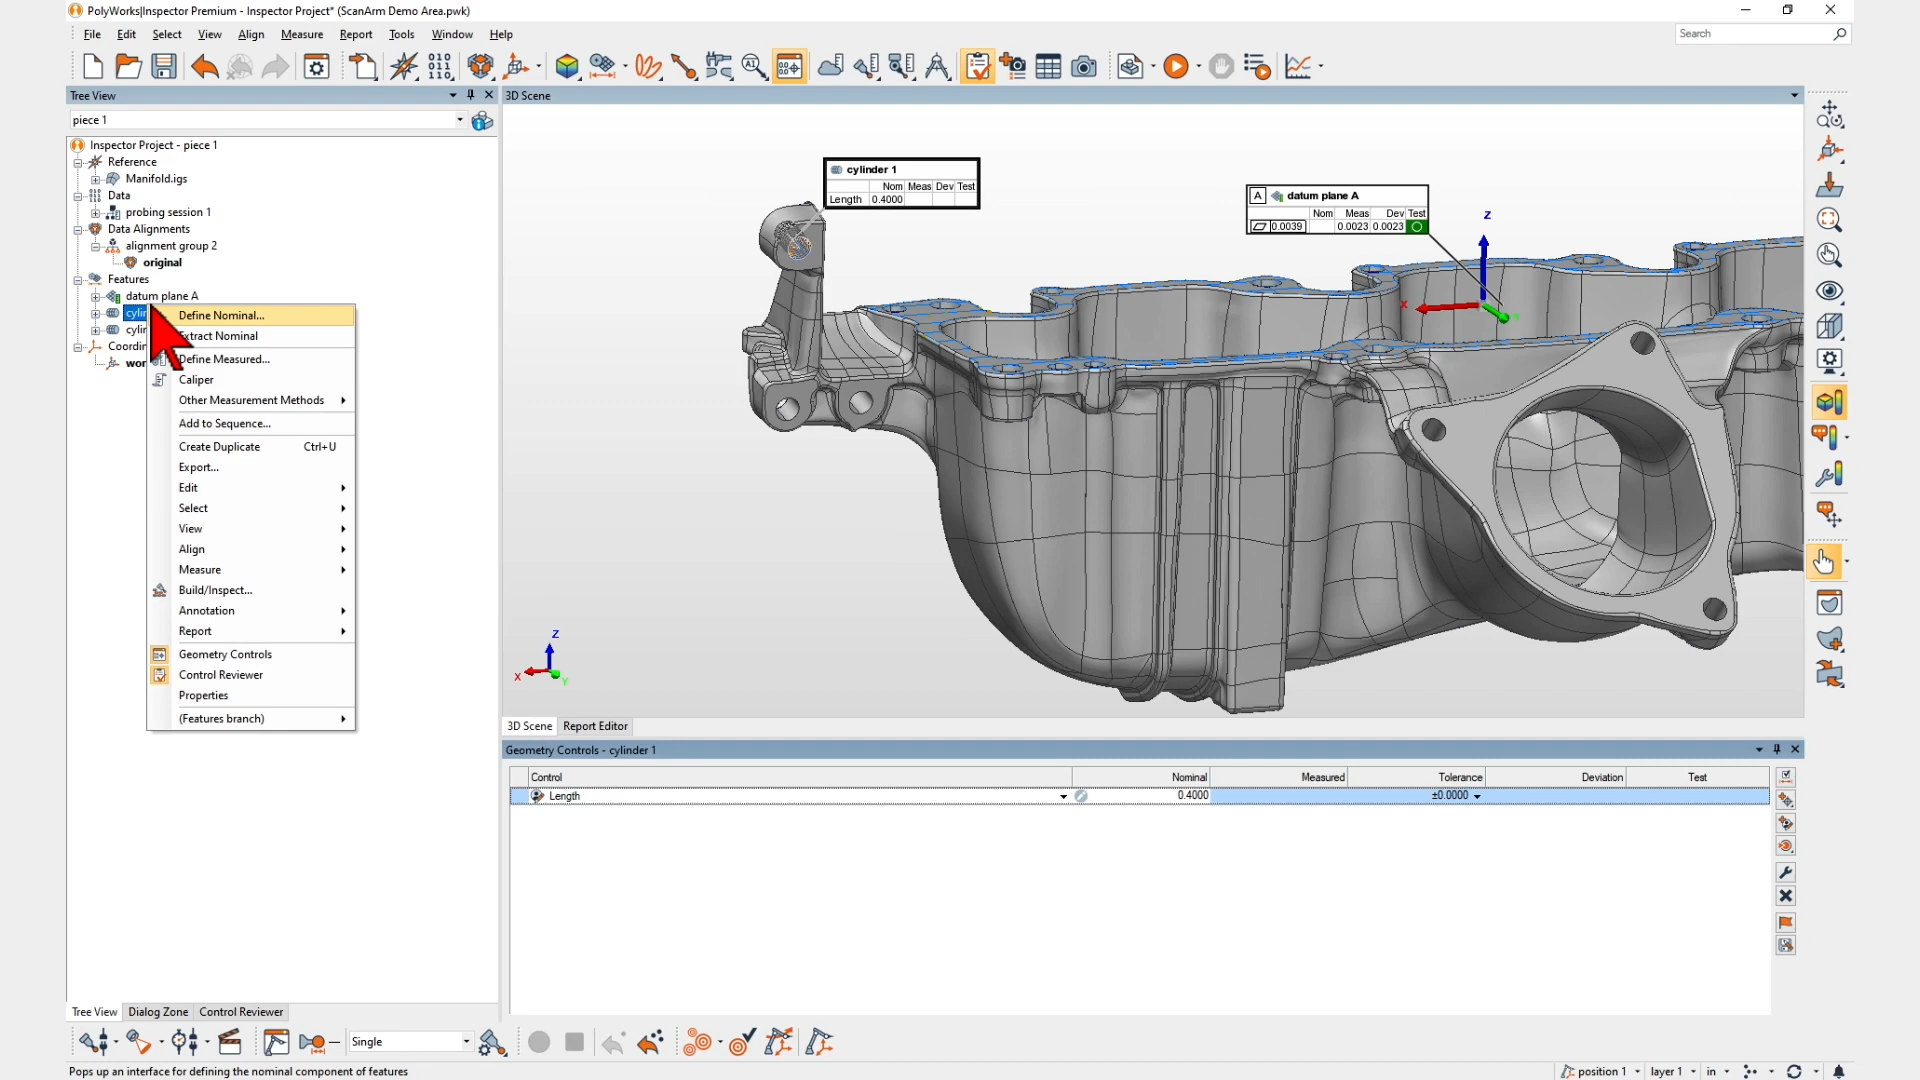 PolyWorks|Inspector Premium - Inspector Project* (ScanArm Demo Area.pwk)
File Edit Select View Align Measure Report Tools Window Help
Search
Tree View
piece 1
Inspector Project - piece 1
Reference
Manifold.igs
Data
probing session 1
Data Alignments
alignment group 2
original
Features
datum plane A
cylin
cylin
Coordin
wor
Define Nominal...
xtract Nominal
Define Measured...
Caliper
Other Measurement Methods
Add to Sequence...
Create Duplicate Ctrl+U
Export...
Edit
Select
View
Align
Measure
Build/Inspect...
Annotation
Report
Geometry Controls
Control Reviewer
Properties
(Features branch)
3D Scene
cylinder 1
Nom Meas Dev Test
Length 0.4000
A datum plane A
Nom Meas Dev Test
0.0039 0.0023 0.0023
Z
X
Z
X
Y
3D Scene Report Editor
Geometry Controls - cylinder 1
Control Nominal Measured Tolerance Deviation Test
Length 0.4000 ±0.0000
Tree View Dialog Zone Control Reviewer
Single
Pops up an interface for defining the nominal component of features
position 1 layer 1 in